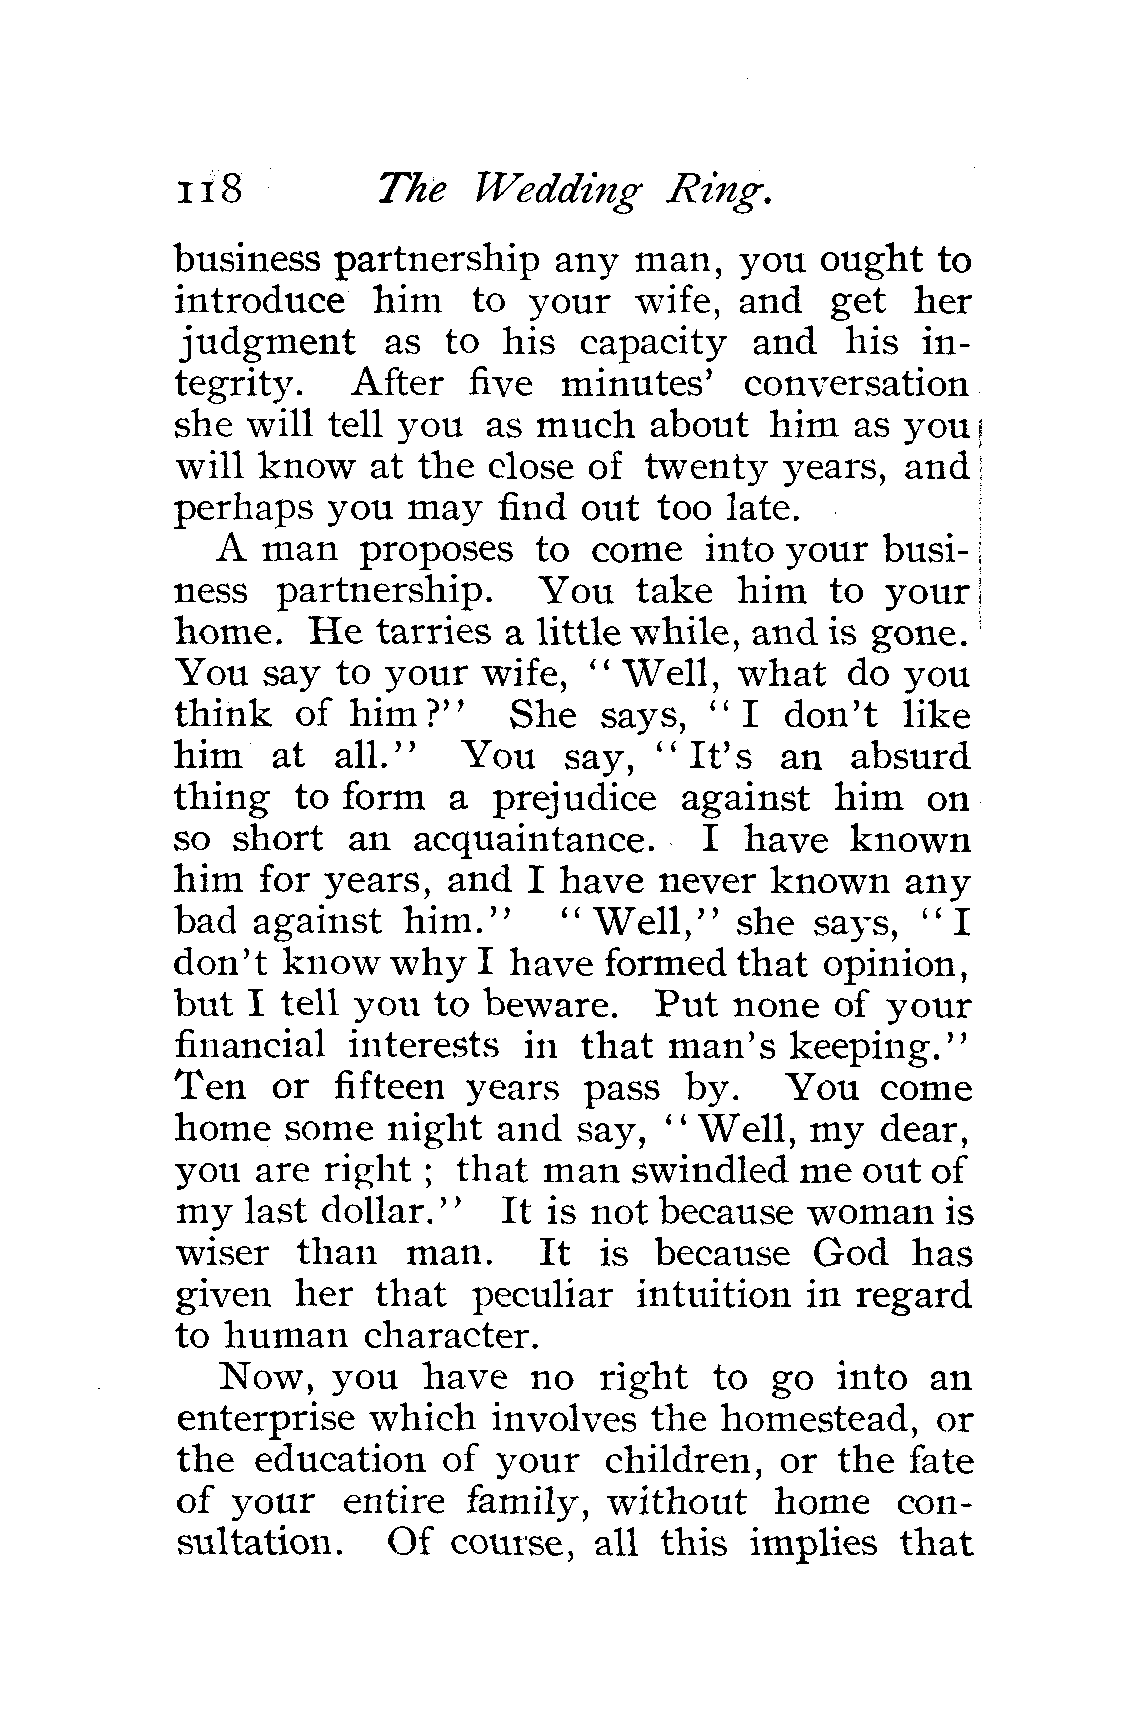 118 The Wedding Ring.
business partnership any man, you ought to
introduce him to your wife, and get her
judgment as to his capacity and his in-
tegrity. After five minutes' conversation
she will tell you as much about him as you
will know at the close of twenty years, and
perhaps you may find out too late.
A man proposes to come into your busi-
ness partnership. You take him to your
home. He tarries a little while, and is gone.
You say to your wife, "Well, what do you
think of him?" She says, "I don't like
him at all." You say, "It's an absurd
thing to form a prejudice against him on
so short an acquaintance. I have known
him for years, and I have never known any
bad against him." "Well," she says, "I
don't know why I have formed that opinion,
but I tell you to beware. Put none of your
financial interests in that man's keeping."
Ten or fifteen years pass by. You come
home some night and say, "Well, my dear,
you are right; that man swindled me out of
my last dollar." It is not because woman is
wiser than man. It is because God has
given her that peculiar intuition in regard
to human character.
Now, you have no right to go into an
enterprise which involves the homestead, or
the education of your children, or the fate
of your entire family, without home con-
sultation. Of course, all this implies that